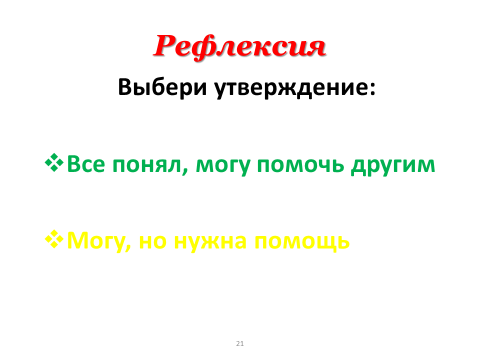 Рефлексия
Выбери утверждение:
❖Все понял, могу помочь другим
❖Могу, но нужна помощь
21